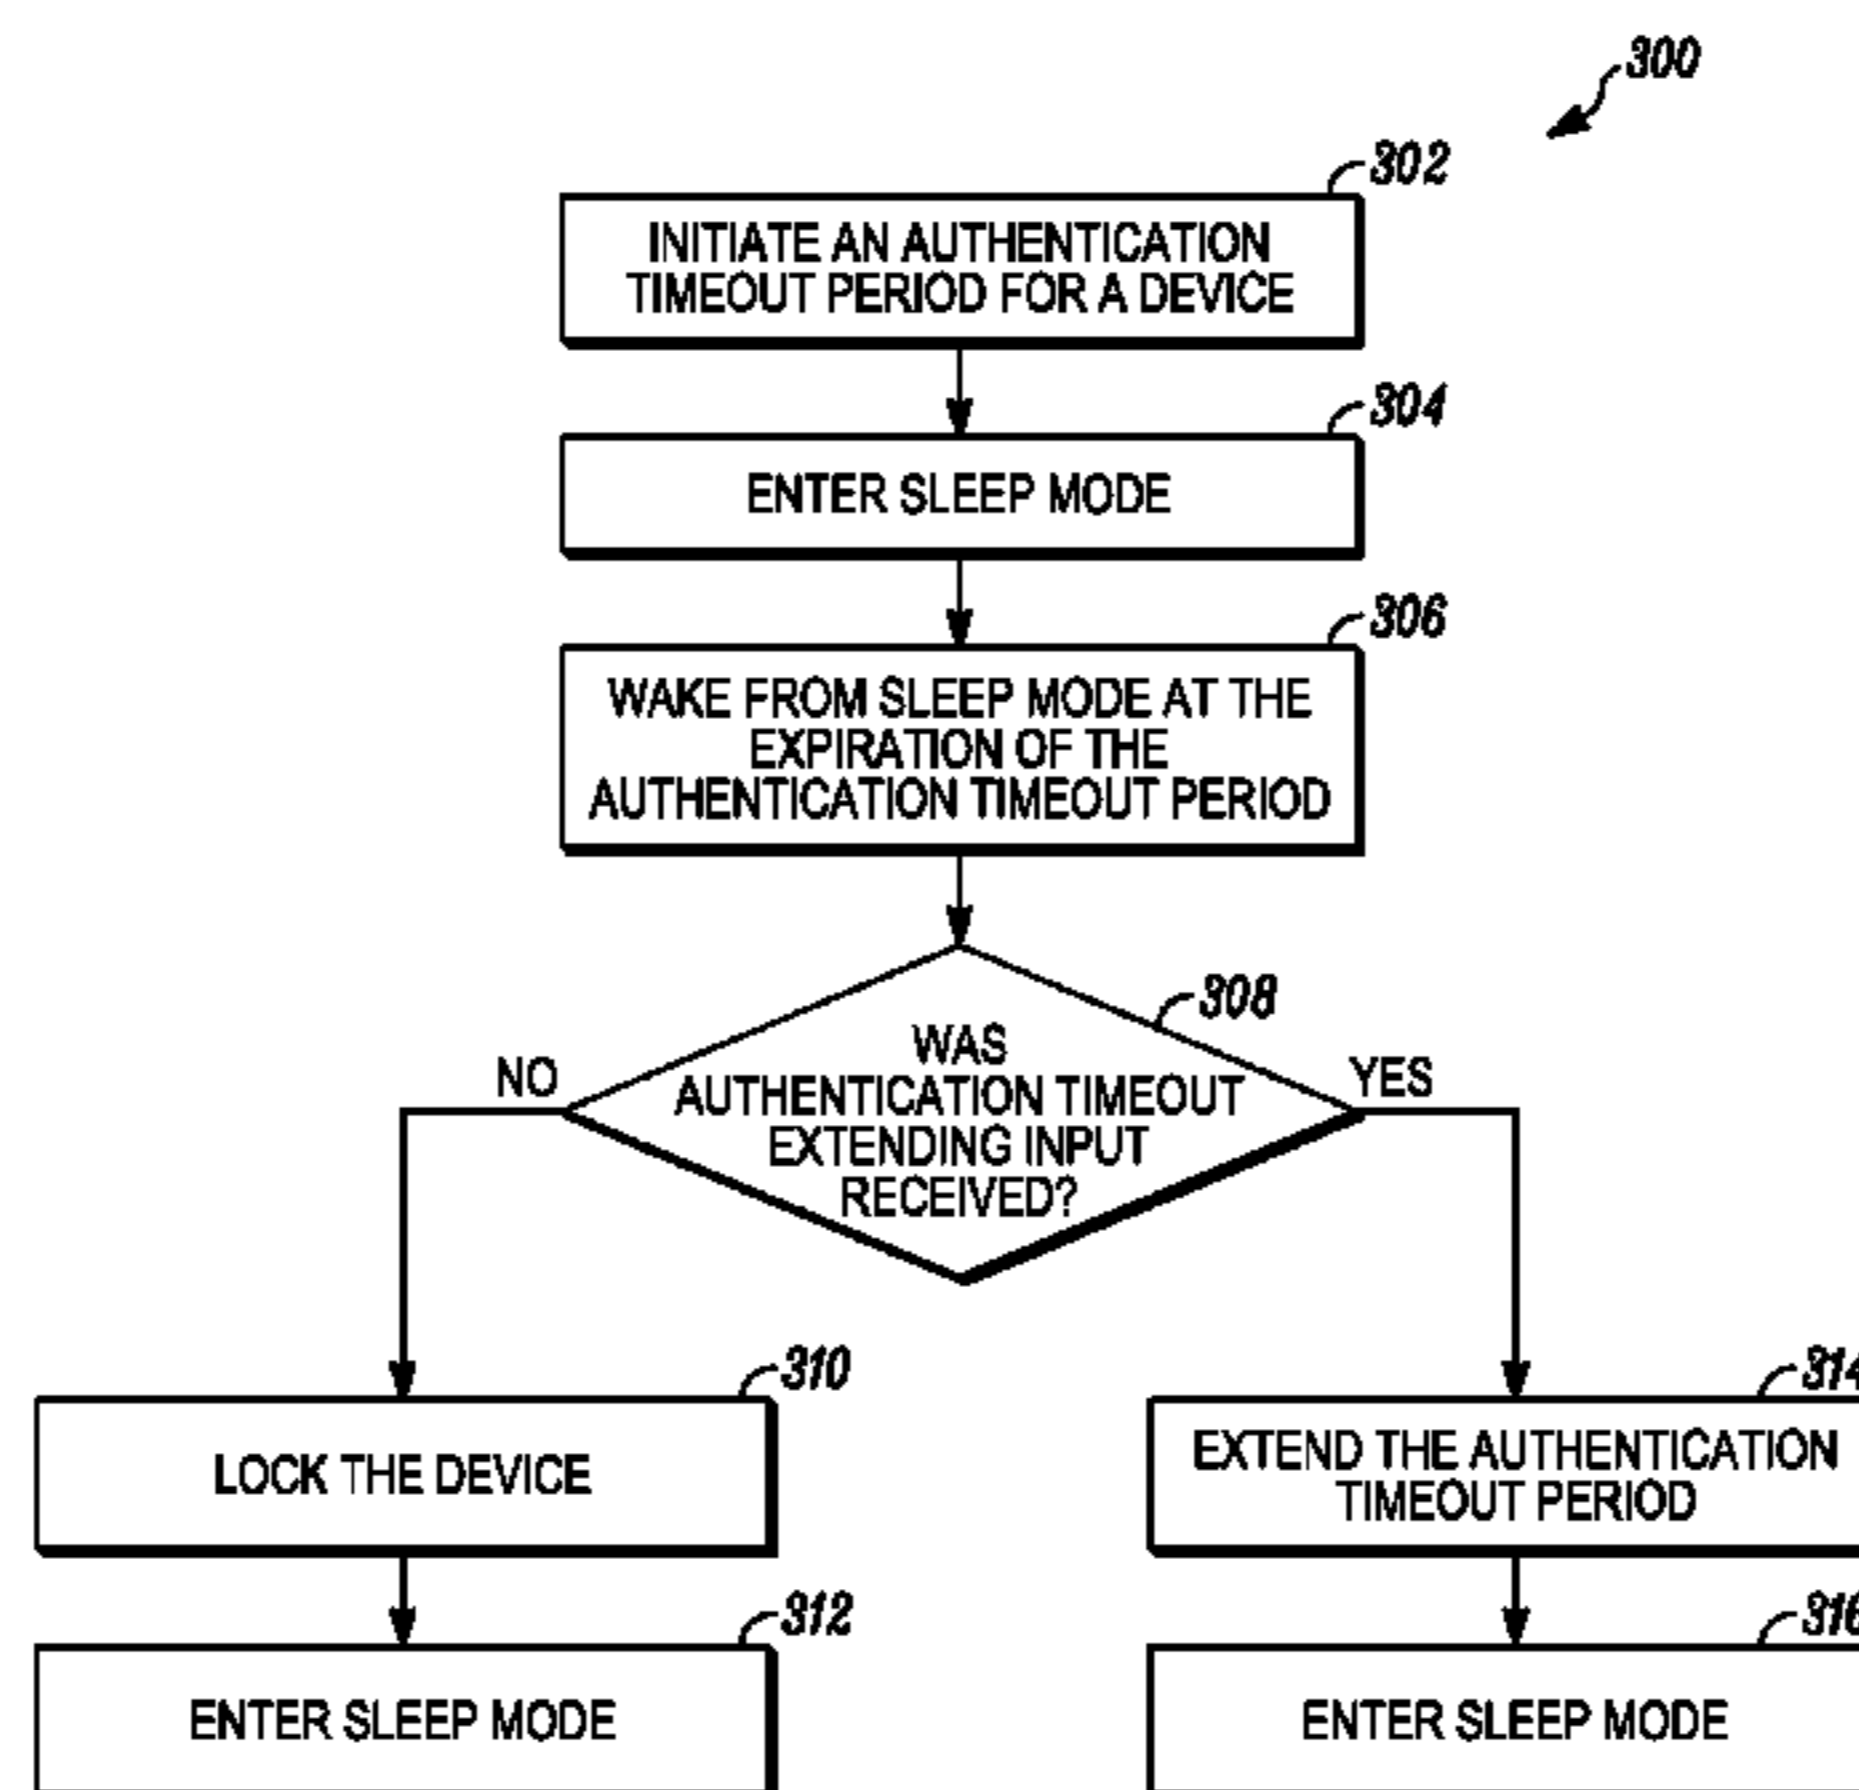 300
302
INITIATE AN AUTHENTICATION
TIMEOUT PERIOD FOR A DEVICE
304
ENTER SLEEP MODE
306
WAKE FROM SLEEP MODE AT THE
EXPIRATION OF THE
AUTHENTICATION TIMEOUT PERIOD
308
WAS
AUTHENTICATION TIMEOUT
EXTENDING INPUT
RECEIVED?
NO
YES
310
LOCK THE DEVICE
314
EXTEND THE AUTHENTICATION
TIMEOUT PERIOD
312
ENTER SLEEP MODE
316
ENTER SLEEP MODE